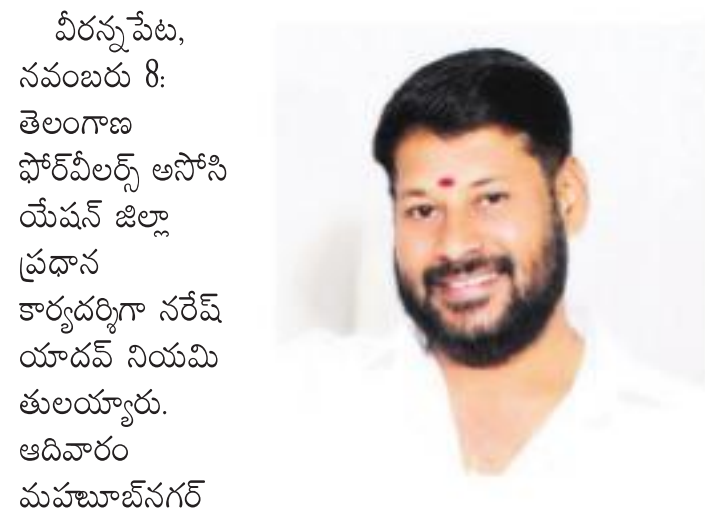 వీరన్నపేట,
నవంబరు 8:
తెలంగాణ
ఫోర్‌వీలర్స్ అసోసి
యేషన్ జిల్లా
ప్రధాన
కార్యదర్శిగా నరేష్
యాదవ్ నియమి
తులయ్యారు.
ఆదివారం
మహబూబ్‌నగర్